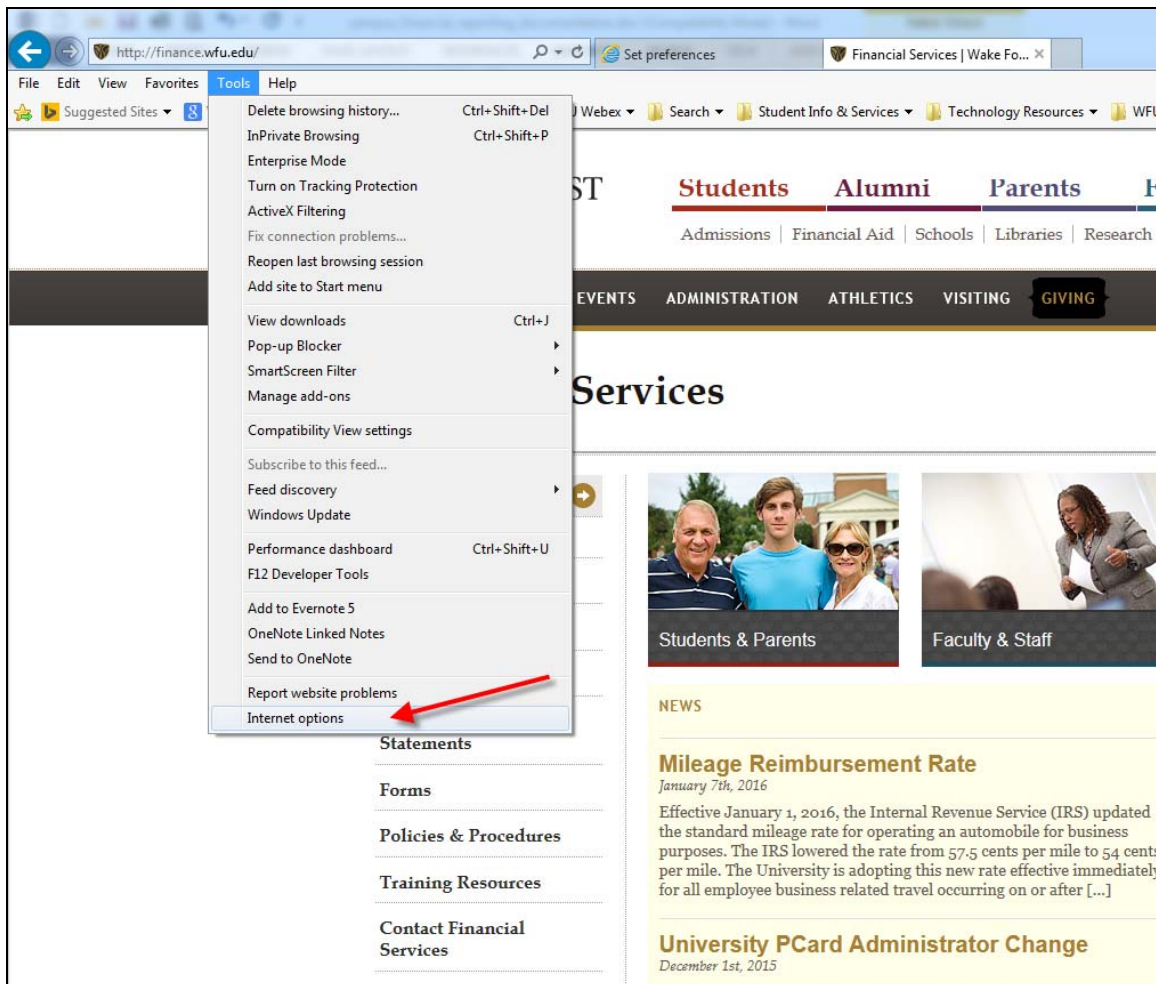 http://finance.wfu.edu/
Set preferences
Financial Services | Wake Fo...
File Edit View Favorites Tools Help
Suggested Sites
Webex Search Student Info & Services Technology Resources WFU
Delete browsing history... Ctrl+Shift+Del
InPrivate Browsing Ctrl+Shift+P
Enterprise Mode
Turn on Tracking Protection
ActiveX Filtering
Fix connection problems...
Reopen last browsing session
Add site to Start menu
View downloads Ctrl+J
Pop-up Blocker
SmartScreen Filter
Manage add-ons
Compatibility View settings
Subscribe to this feed...
Feed discovery
Windows Update
Performance dashboard Ctrl+Shift+U
F12 Developer Tools
Add to Evernote 5
OneNote Linked Notes
Send to OneNote
Report website problems
Internet options
ST
Students Alumni Parents
Admissions | Financial Aid | Schools | Libraries | Research
EVENTS ADMINISTRATION ATHLETICS VISITING GIVING
Services
Statements
Forms
Policies & Procedures
Training Resources
Contact Financial
Services
Students & Parents
Faculty & Staff
NEWS
Mileage Reimbursement Rate
January 7th, 2016
Effective January 1, 2016, the Internal Revenue Service (IRS) updated
the standard mileage rate for operating an automobile for business
purposes. The IRS lowered the rate from 57.5 cents per mile to 54 cents
per mile. The University is adopting this new rate effective immediately
for all employee business related travel occurring on or after [...]
University PCard Administrator Change
December 1st, 2015